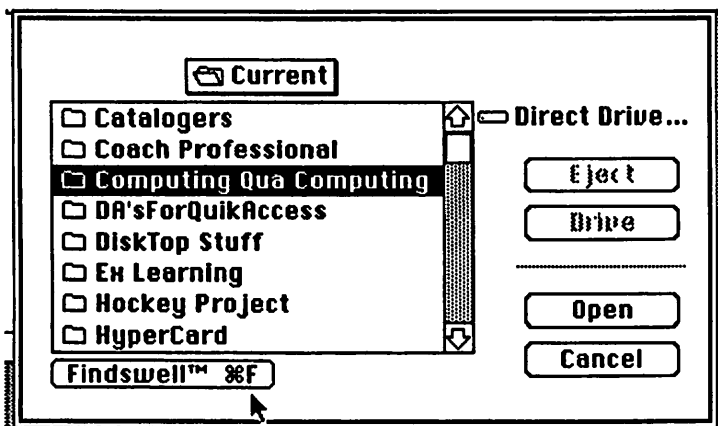 Current
Catalogers
Direct Drive...
Coach Professional
Computing Qua Computing
Eject
DA'sForQuikAccess
Drive
DiskTop Stuff
Ex Learning
Hockey Project
Open
HyperCard
Cancel
Findswell™ ⌘F